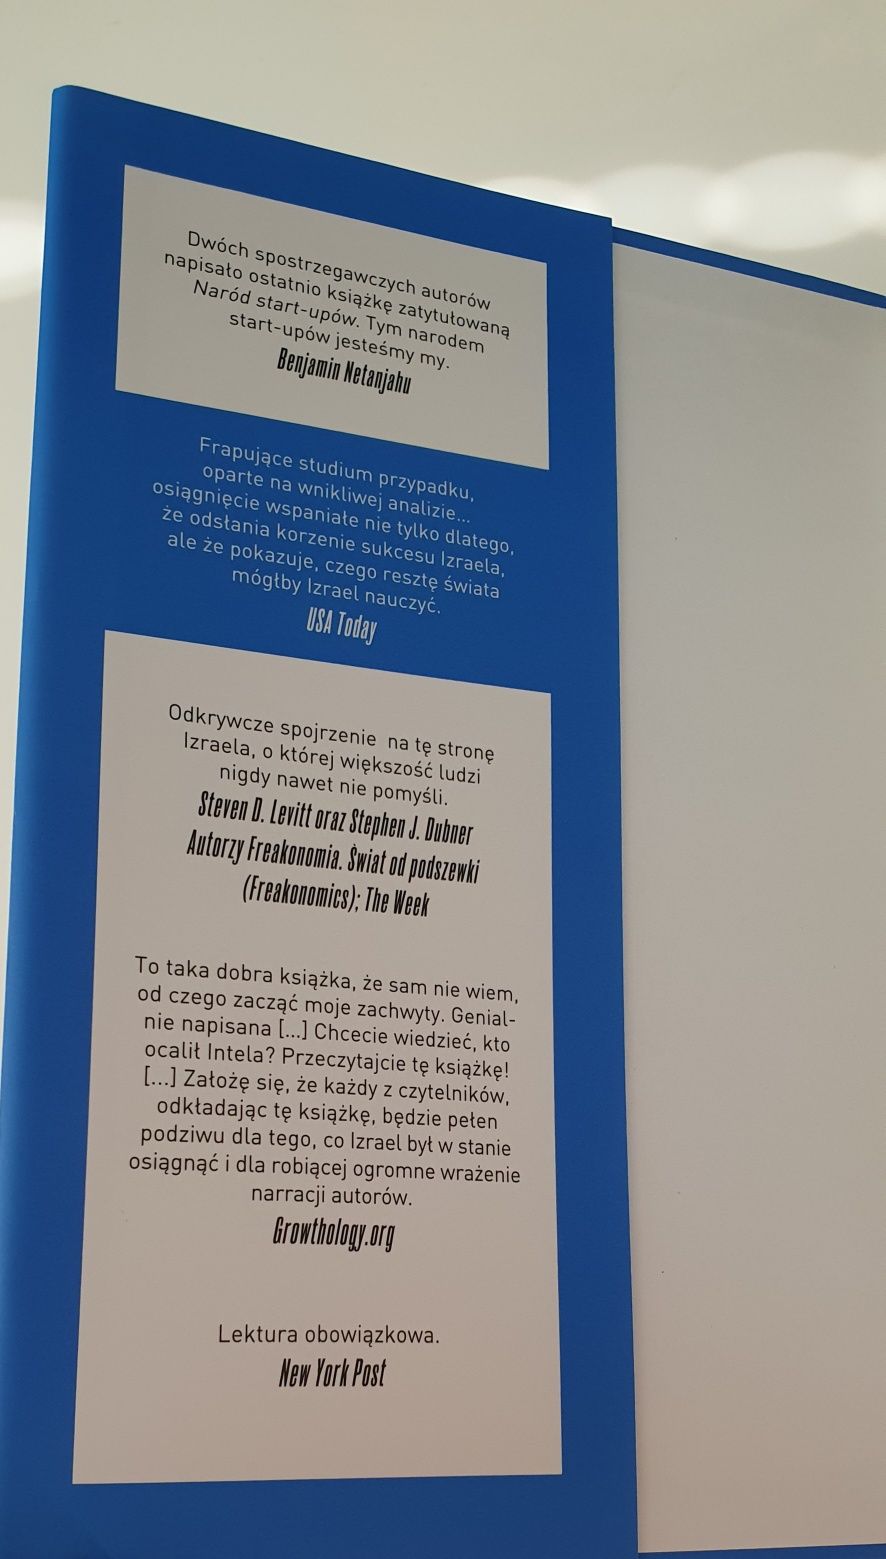 Dwóch spostrzegawczych autorów
napisało ostatnio książkę zatytułowaną
Naród start-upów. Tym narodem
start-upów jesteśmy my.
Benjamin Netanjahu
Frapujące studium przypadku,
oparte na wnikliwej analizie...
osiągnięcie wspaniałe nie tylko dlatego,
że odsłania korzenie sukcesu Izraela,
ale że pokazuje, czego resztę świata
mógłby Izrael nauczyć.
USA Today
Odkrywcze spojrzenie na tę stronę
Izraela, o której większość ludzi
nigdy nawet nie pomyśli.
Steven D. Levitt oraz Stephen J. Dubner
Autorzy Freakonomia. Świat od podszewki
(Freakonomics); The Week
To taka dobra książka, że sam nie wiem,
od czego zacząć moje zachwyty. Genial-
nie napisana [...] Chcecie wiedzieć, kto
ocalił Intela? Przeczytajcie tę książkę!
[...] Założę się, że każdy z czytelników,
odkładając tę książkę, będzie pełen
podziwu dla tego, co Izrael był w stanie
osiągnąć i dla robiącej ogromne wrażenie
narracji autorów.
Growthology.org
Lektura obowiązkowa.
New York Post